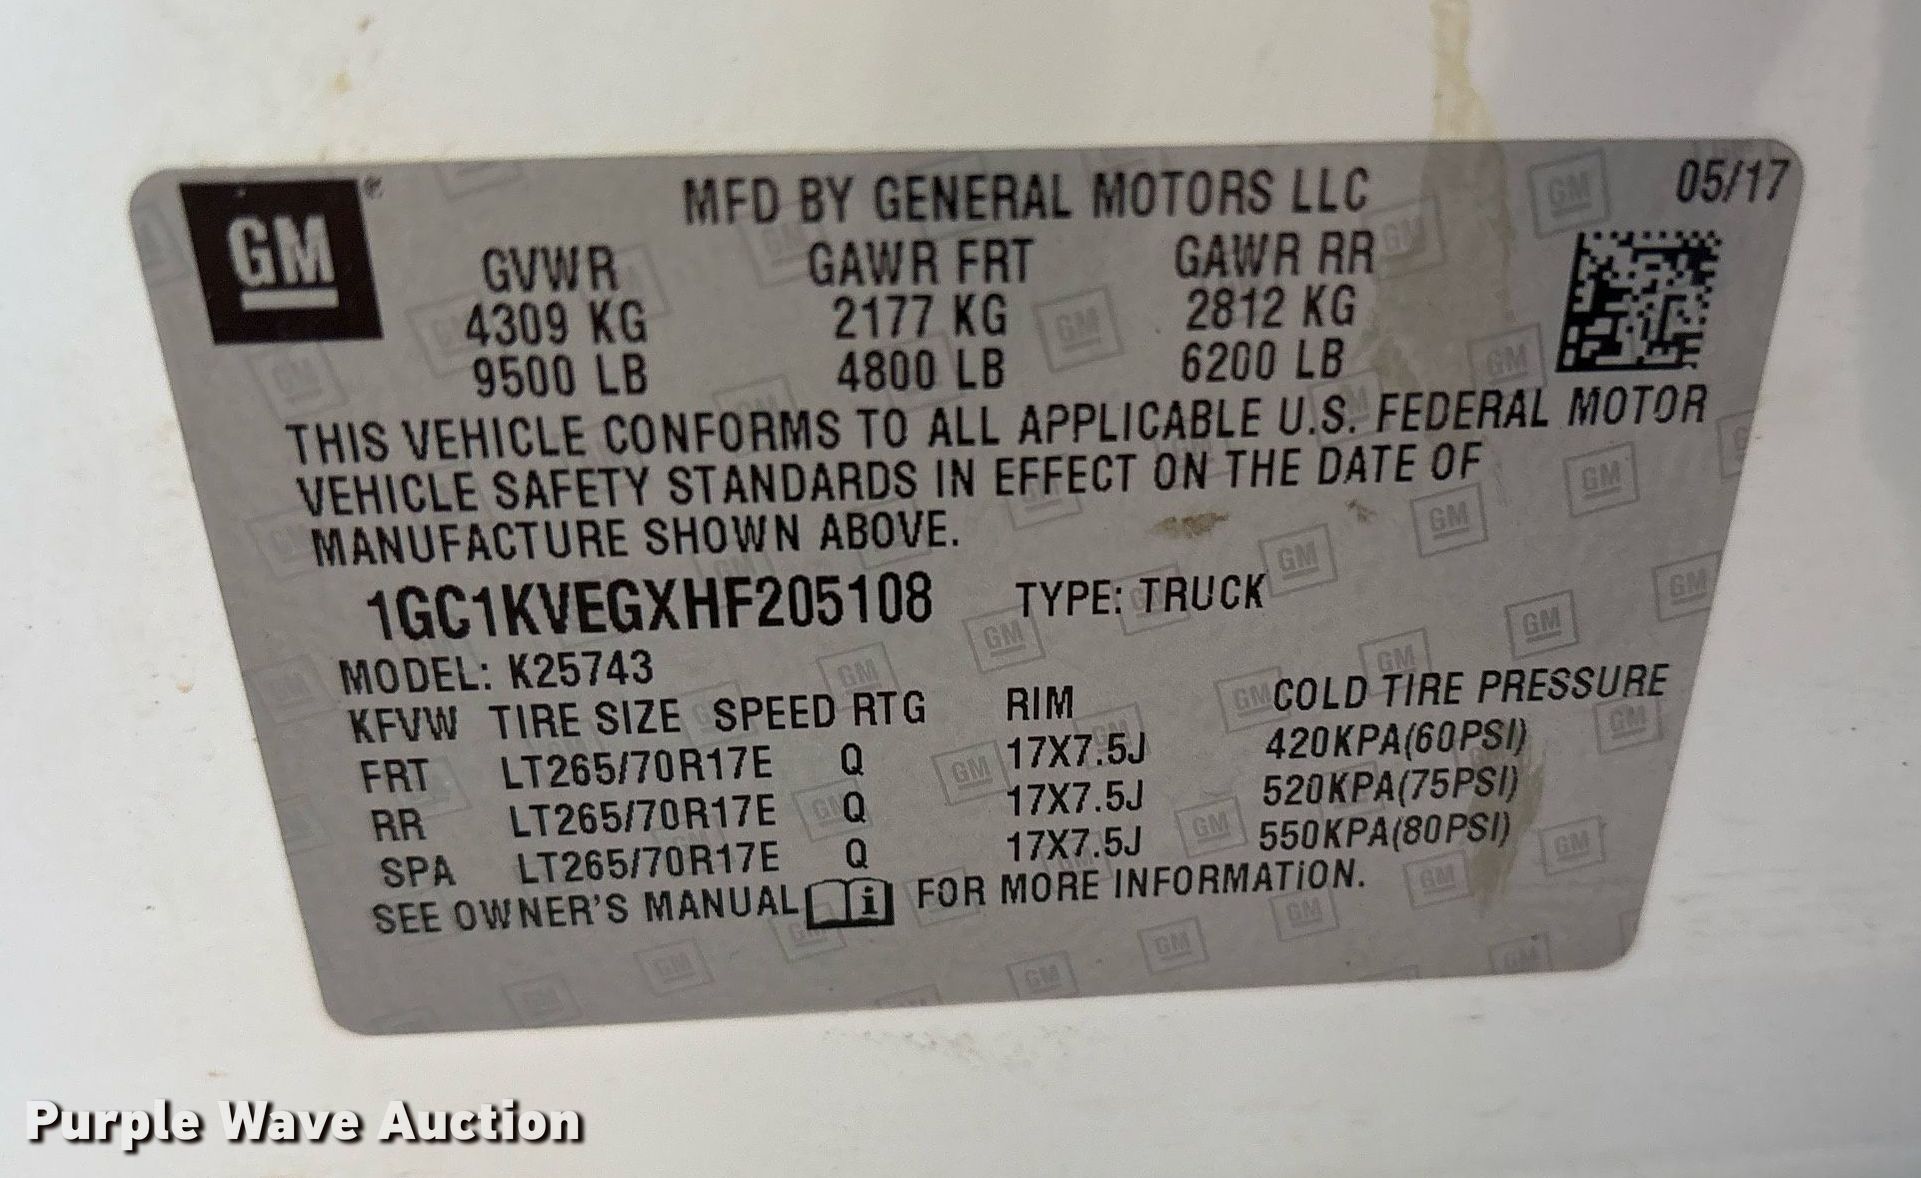 GM®
MFD BY GENERAL MOTORS LLC 05/17
GVWR GAWR FRT GAWR RR
4309 KG 2177 KG 2812 KG
9500 LB 4800 LB 6200 LB
THIS VEHICLE CONFORMS TO ALL APPLICABLE U.S. FEDERAL MOTOR
VEHICLE SAFETY STANDARDS IN EFFECT ON THE DATE OF
MANUFACTURE SHOWN ABOVE.
1GC1KVEGXHF205108 TYPE: TRUCK
MODEL: K25743
KFVW TIRE SIZE SPEED RTG RIM COLD TIRE PRESSURE
FRT LT265/70R17E Q 17X7.5J 420KPA(60PSI)
RR LT265/70R17E Q 17X7.5J 520KPA(75PSI)
SPA LT265/70R17E Q 17X7.5J 550KPA(80PSI)
SEE OWNER'S MANUAL i FOR MORE INFORMATION.
Purple Wave Auction